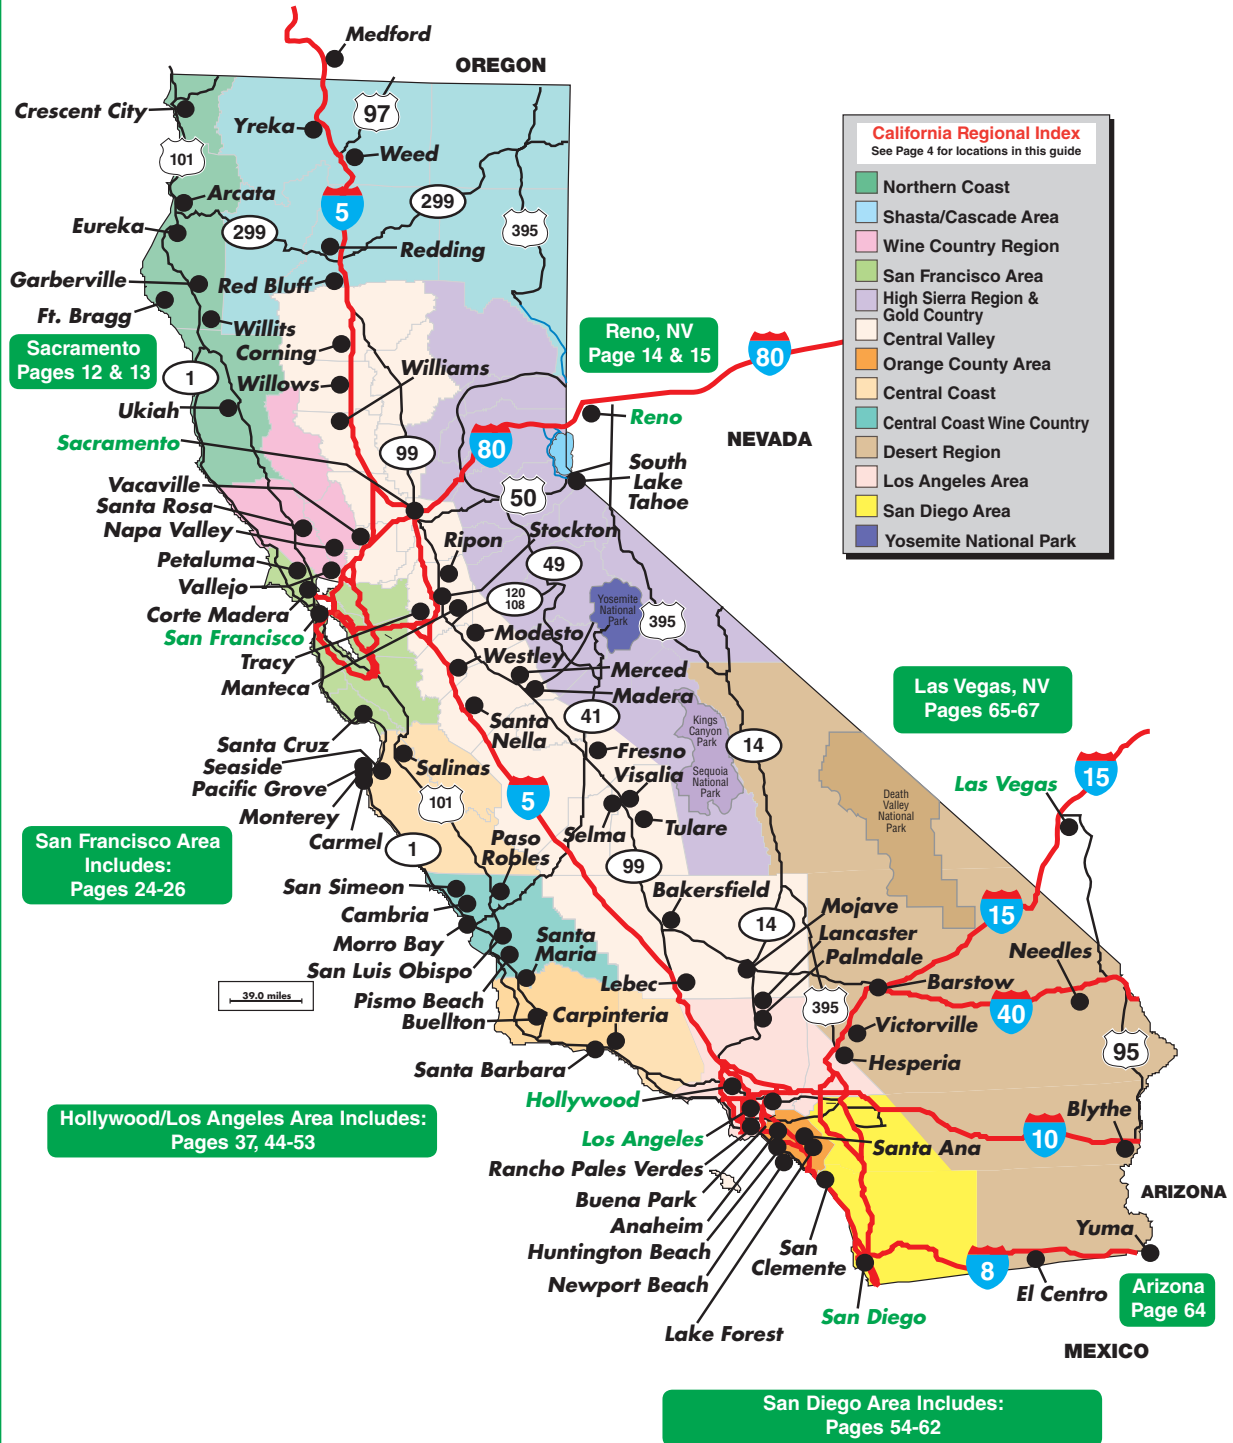 Medford
OREGON
Crescent City
Yreka
97
101
Weed
Arcata
5
299
Eureka
299
395
Redding
Garberville
Red Bluff
Ft. Bragg
Willits
Corning
Sacramento
Pages 12 & 13
1
Willows
Williams
Ukiah
Sacramento
Reno, NV
Page 14 & 15
80
Reno
NEVADA
99
80
South
Lake
Tahoe
50
Vacaville
Santa Rosa
Napa Valley
Petaluma
Vallejo
Corte Madera
San Francisco
Tracy
Manteca
Stockton
Ripon
49
120
108
Yosemite
National
Park
395
Modesto
Westley
Merced
Madera
41
Santa
Nella
Kings
Canyon
Park
14
Santa Cruz
Seaside
Pacific Grove
Monterey
Carmel
Salinas
101
Fresno
Visalia
Sequoia
National
Park
5
Selma
Tulare
Death
Valley
National
Park
California Regional Index
See Page 4 for locations in this guide
Northern Coast
Shasta/Cascade Area
Wine Country Region
San Francisco Area
High Sierra Region &
Gold Country
Central Valley
Orange County Area
Central Coast
Central Coast Wine Country
Desert Region
Los Angeles Area
San Diego Area
Yosemite National Park
Las Vegas, NV
Pages 65-67
15
Las Vegas
San Francisco Area
Includes:
Pages 24-26
1
Paso
Robles
99
San Simeon
Cambria
Morro Bay
San Luis Obispo
Pismo Beach
Buellton
Santa
Maria
Bakersfield
14
Mojave
Lancaster
Palmdale
15
Needles
Lebec
Barstow
39.0 miles
Carpinteria
395
40
Victorville
Hesperia
95
Santa Barbara
Hollywood
Hollywood/Los Angeles Area Includes:
Pages 37, 44-53
Los Angeles
Rancho Pales Verdes
Buena Park
Anaheim
Huntington Beach
Newport Beach
Lake Forest
Santa Ana
10
Blythe
ARIZONA
San
Clemente
Yuma
8
El Centro
Arizona
Page 64
San Diego
MEXICO
San Diego Area Includes:
Pages 54-62